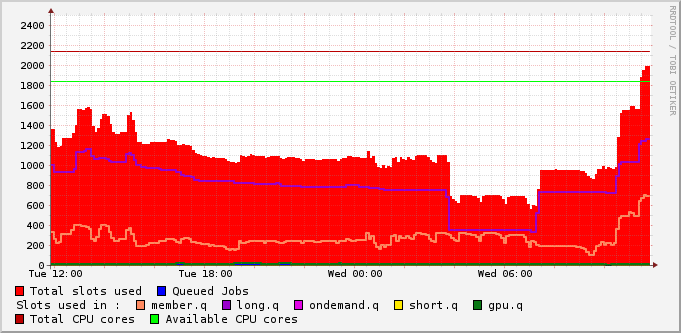 RRDTOOL / TOBI OETIKER
2400
2200
2000
1800
1600
1400
1200
1000
800
600
400
200
0
Tue 12:00 Tue 18:00 Wed 00:00 Wed 06:00
Total slots used Queued Jobs
Slots used in : member.q long.q ondemand.q short.q gpu.q
Total CPU cores Available CPU cores